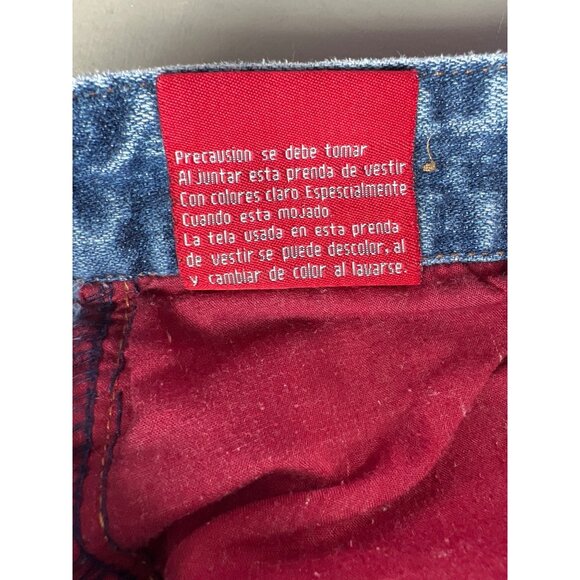 Precausion se debe tomar
Al Juntar esta prenda de vestir
Con colores claro Espescialmente
Cuando esta mojado.
La tela usada en esta prenda
de vestir se puede descolor, al
y cambiar de color al lavarse.